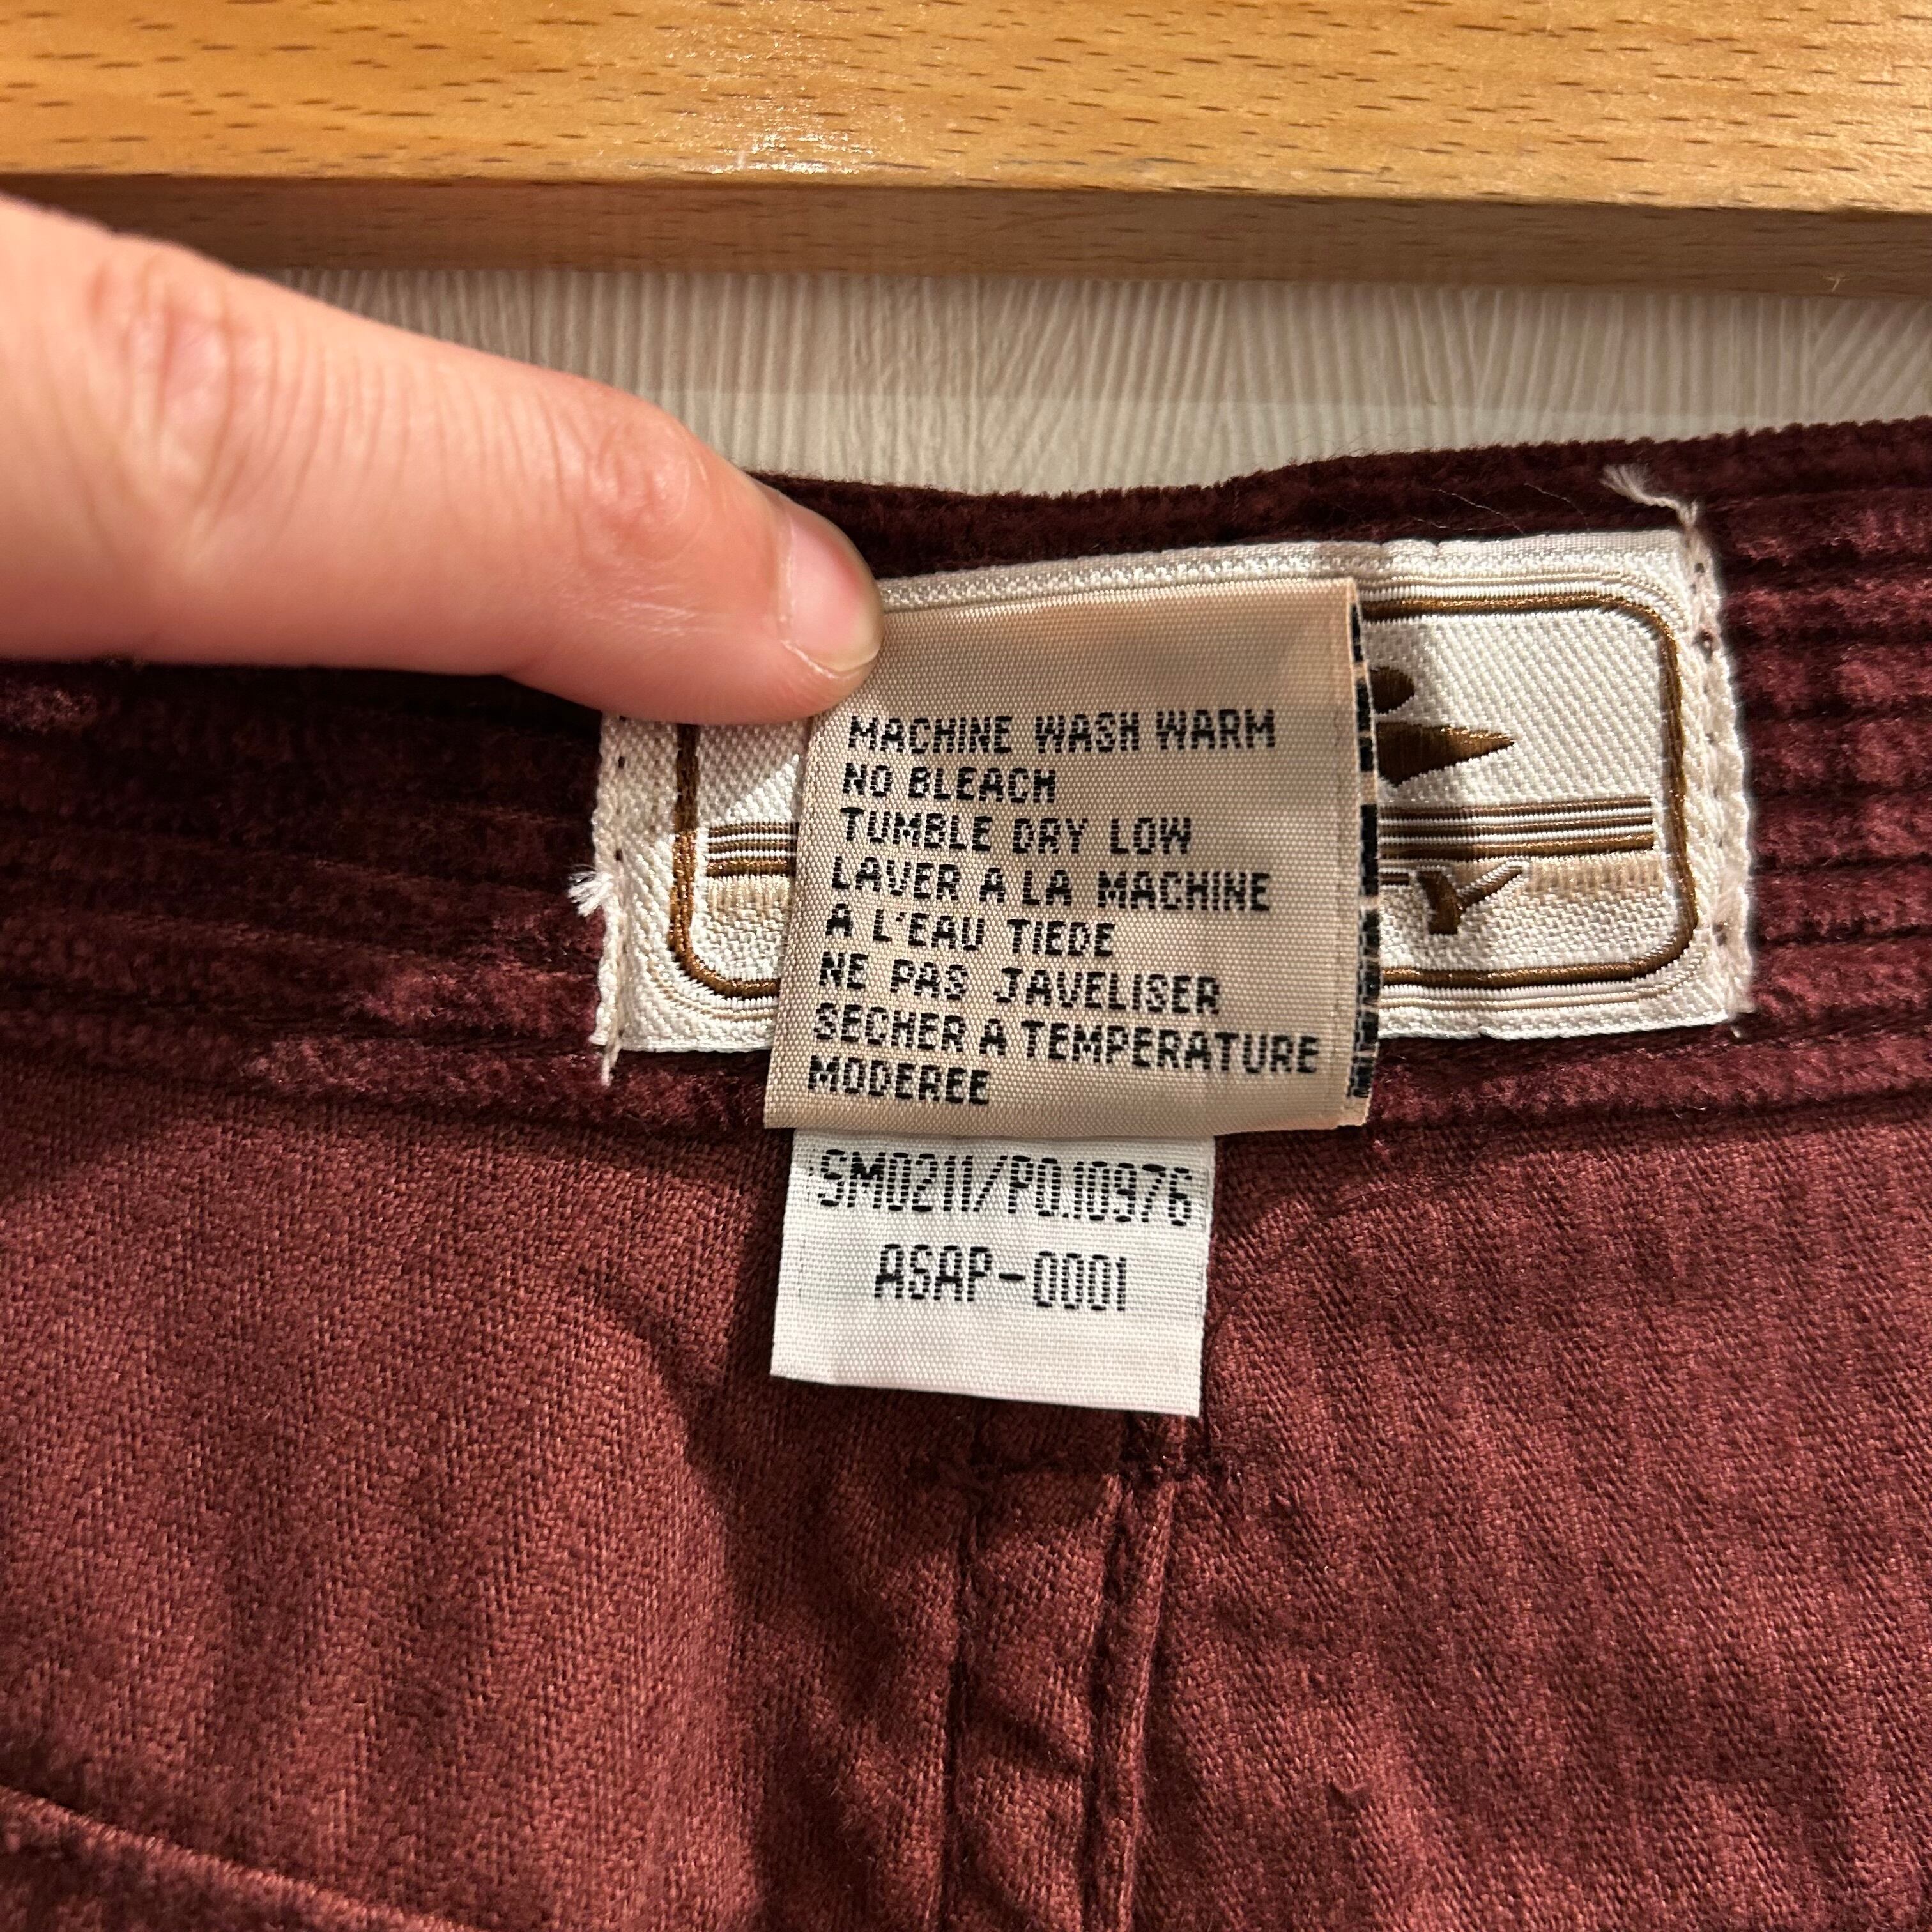 MACHINE WASH WARM
NO BLEACH
TUMBLE DRY LOW
LAVER A LA MACHINE
A L'EAU TIEDE
NE PAS JAVELISER
SECHER A TEMPERATURE
MODEREE
SM0211/PO.10976
ASAP-0001